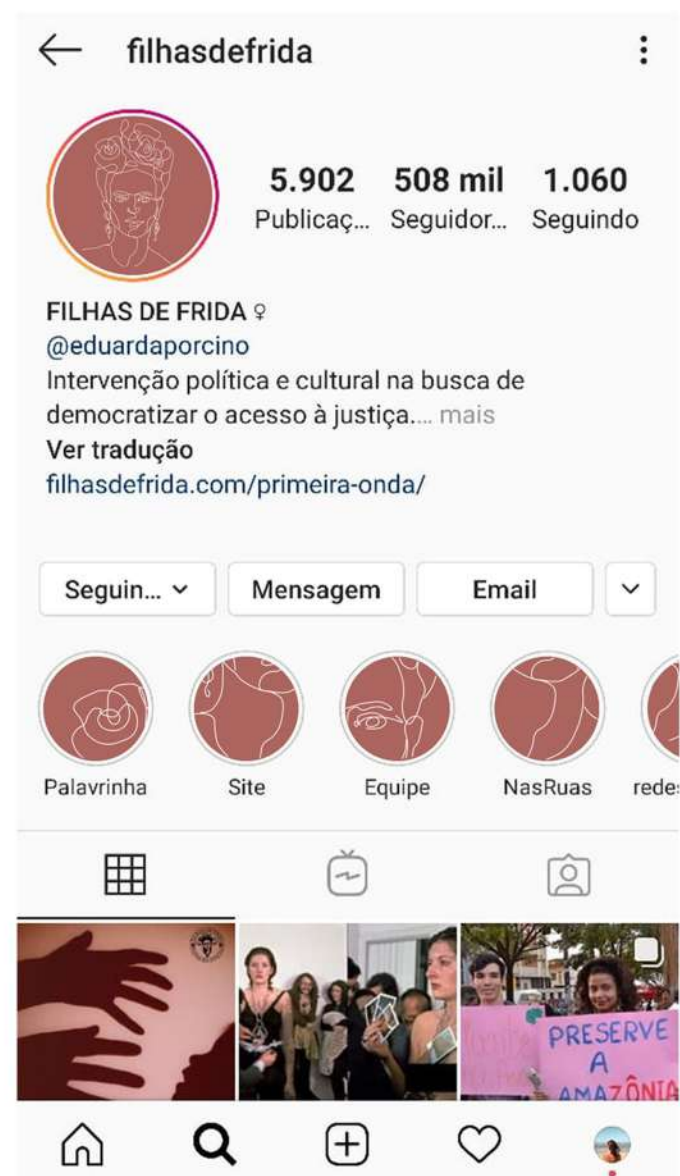 filhasdefrida
5.902 508 mil 1.060
Publicaç... Seguidor... Seguindo
FILHAS DE FRIDA ♀
@eduardaporcino
Intervenção política e cultural na busca de
democratizar o acesso à justiça.... mais
Ver tradução
filhasdefrida.com/primeira-onda/
Seguin... Mensagem Email
Palavrinha Site Equipe NasRuas redes
PRESERVE
A
AMAZÔNIA